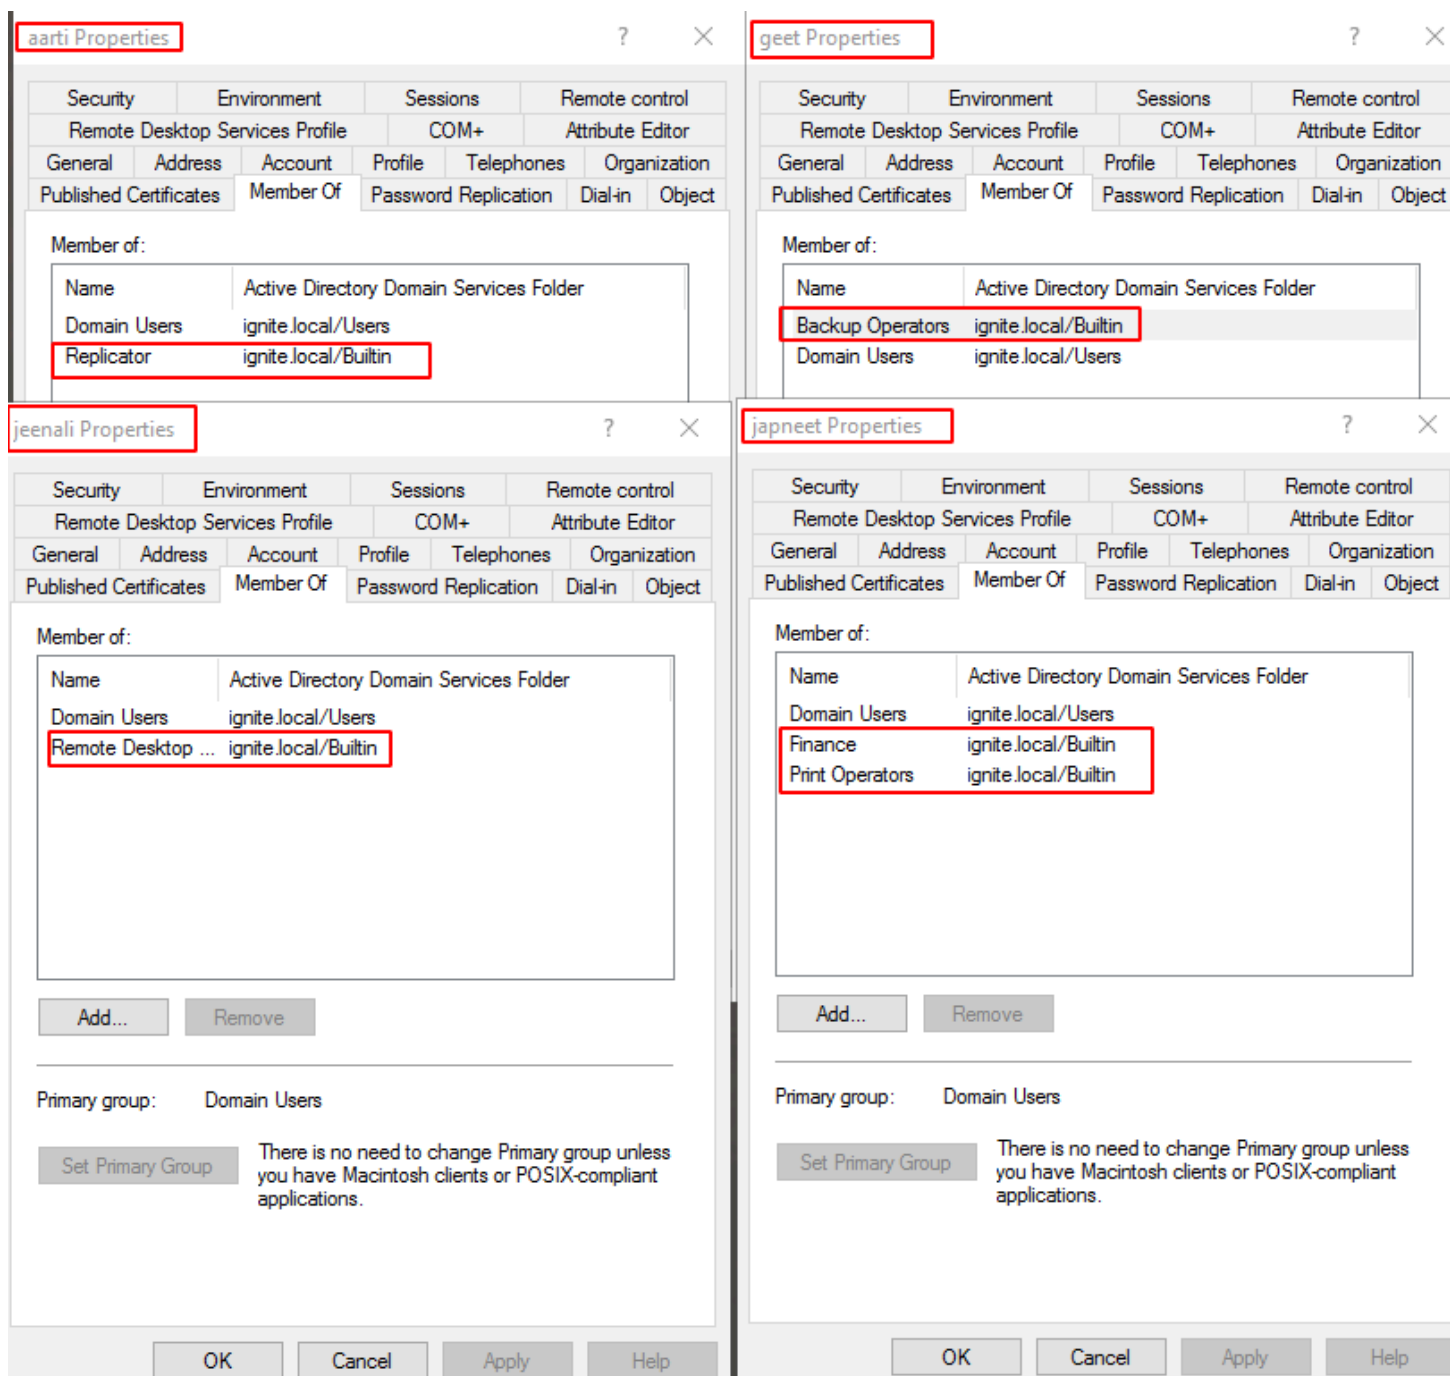 aarti Properties ?
Security Environment Sessions Remote control
Remote Desktop Services Profile COM+ Attribute Editor
General Address Account Profile Telephones Organization
Published Certificates Member Of Password Replication Dial-in Object
Member of:
Name Active Directory Domain Services Folder
Domain Users ignite.local/Users
Replicator ignite.local/Builtin
geet Properties ?
Security Environment Sessions Remote control
Remote Desktop Services Profile COM+ Attribute Editor
General Address Account Profile Telephones Organization
Published Certificates Member Of Password Replication Dial-in Object
Member of:
Name Active Directory Domain Services Folder
Backup Operators ignite.local/Builtin
Domain Users ignite.local/Users
jeenali Properties ?
Security Environment Sessions Remote control
Remote Desktop Services Profile COM+ Attribute Editor
General Address Account Profile Telephones Organization
Published Certificates Member Of Password Replication Dial-in Object
Member of:
Name Active Directory Domain Services Folder
Domain Users ignite.local/Users
Remote Desktop ... ignite.local/Builtin
Add... Remove
Primary group: Domain Users
Set Primary Group
There is no need to change Primary group unless
you have Macintosh clients or POSIX-compliant
applications.
OK Cancel Apply Help
japneet Properties ?
Security Environment Sessions Remote control
Remote Desktop Services Profile COM+ Attribute Editor
General Address Account Profile Telephones Organization
Published Certificates Member Of Password Replication Dial-in Object
Member of:
Name Active Directory Domain Services Folder
Domain Users ignite.local/Users
Finance ignite.local/Builtin
Print Operators ignite.local/Builtin
Add... Remove
Primary group: Domain Users
Set Primary Group
There is no need to change Primary group unless
you have Macintosh clients or POSIX-compliant
applications.
OK Cancel Apply Help